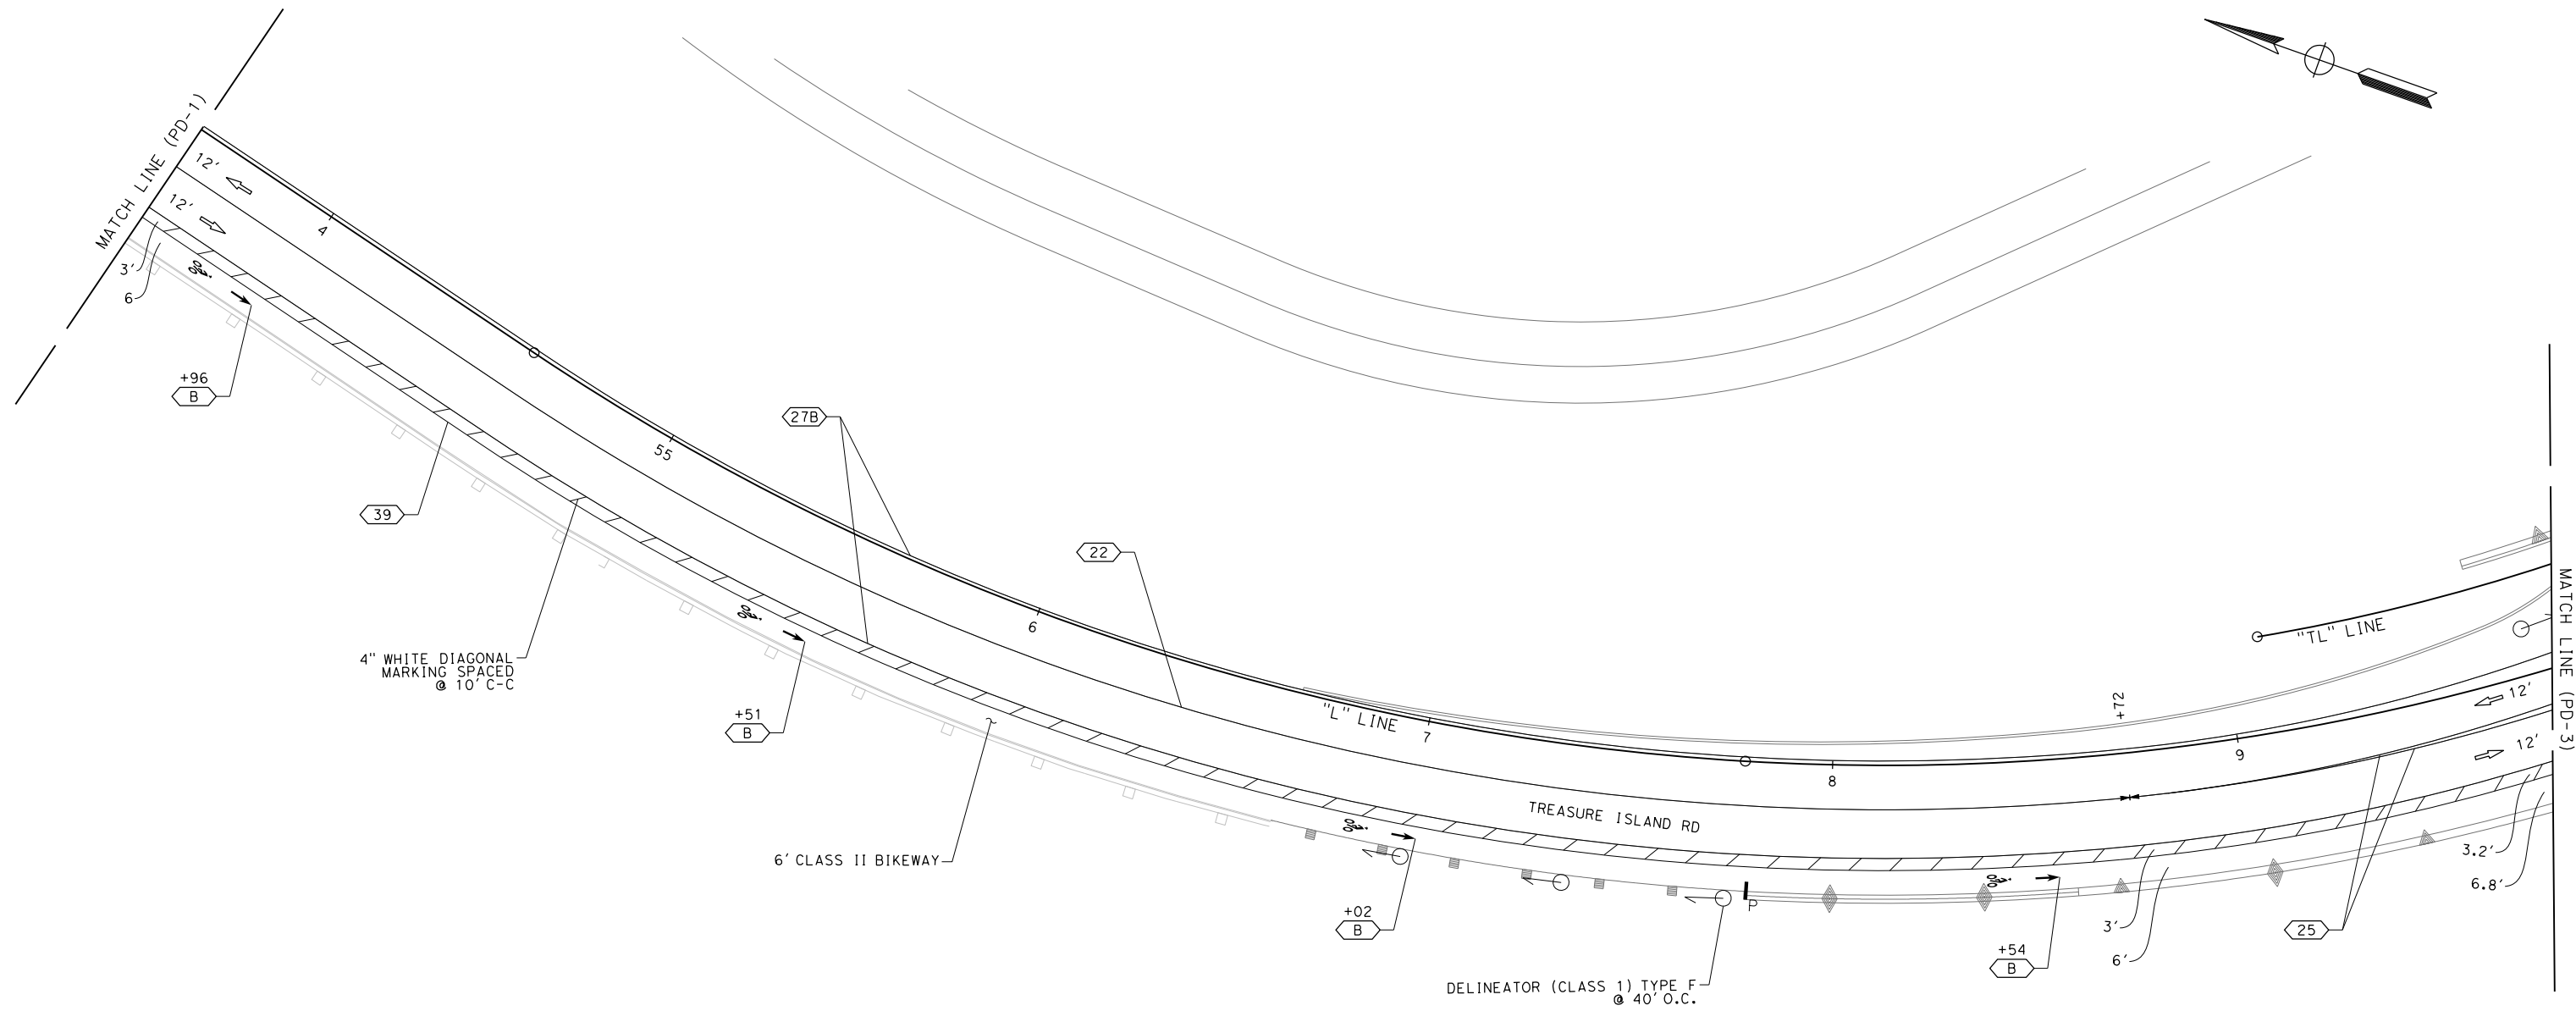 MATCH LINE (PD-1)
12'
12'
3'
6
4
+96
B
39
55
27B
4" WHITE DIAGONAL
MARKING SPACED
@ 10' C-C
+51
B
6
22
6' CLASS II BIKEWAY
"L" LINE
7
TREASURE ISLAND RD
8
+02
B
P
DELINEATOR (CLASS 1) TYPE F
@ 40' O.C.
+54
B
+72
9
3'
6'
25
"TL" LINE
12'
12'
3.2'
6.8'
MATCH LINE (PD-3)